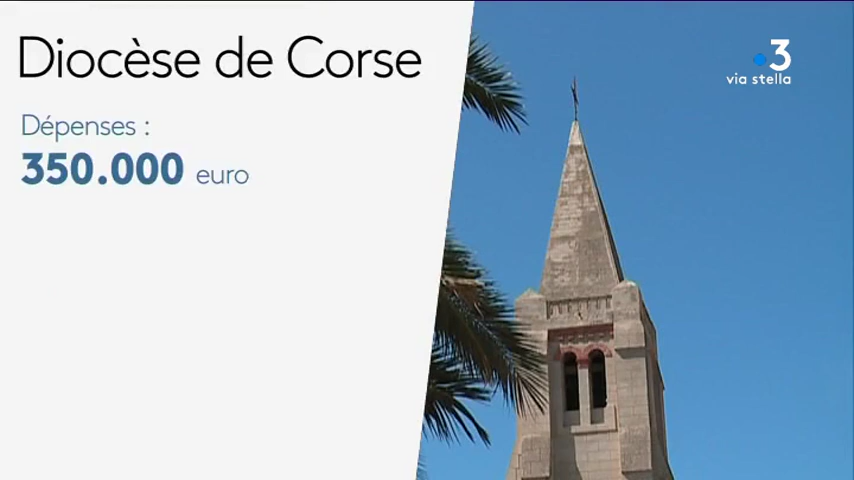 Diocèse de Corse
Dépenses :
350.000 euro
3
via stella